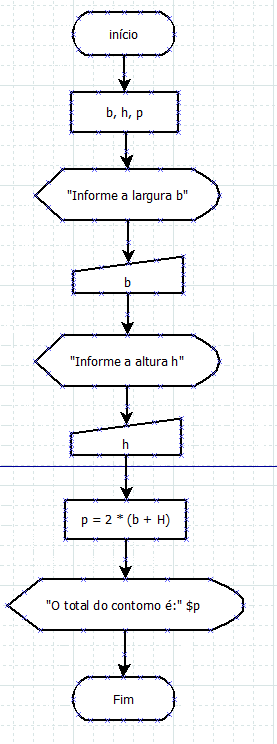 início
b, h, p
"Informe a largura b"
b
"Informe a altura h"
h
p = 2 * (b + H)
"O total do contorno é:" $p
Fim